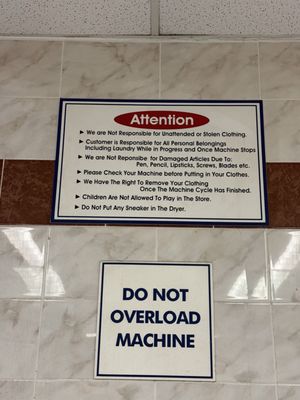 Attention
► We are Not Responsible for Unattended or Stolen Clothing.
► Customer is Responsible for All Personal Belongings
Including Laundry While in Progress and Once Machine Stops
► We are Not Reponsibe for Damaged Articles Due To:
Pen, Pencil, Lipsticks, Screws, Blades etc.
► Please Check Your Machine before Putting in Your Clothes.
► We Have The Right To Remove Your Clothing
Once The Machine Cycle Has Finished.
► Children Are Not Allowed To Play in The Store.
► Do Not Put Any Sneaker in The Dryer.
DO NOT
OVERLOAD
MACHINE